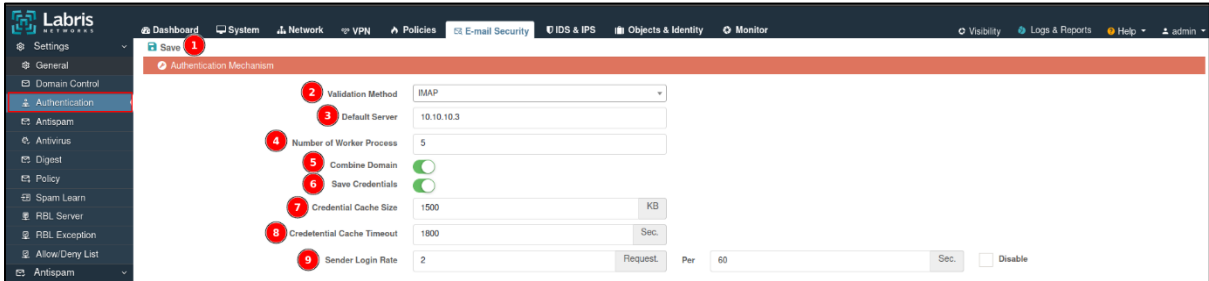 Labris
NETWORKS
Dashboard System Network VPN Policies E-mail Security IDS & IPS Objects & Identity Monitor Visibility Logs & Reports Help admin
Settings
Save 1
General
Authentication Mechanism
Domain Control
2 Validation Method IMAP
Authentication
3 Default Server 10.10.10.3
Antispam
4 Number of Worker Process 5
Antivirus
5 Combine Domain
Digest
6 Save Credentials
Policy
7 Credential Cache Size 1500 KB
Spam Learn
8 Credetential Cache Timeout 1800 Sec.
RBL Server
RBL Exception
9 Sender Login Rate 2 Request. Per 60 Sec. Disable
Allow/Deny List
Antispam